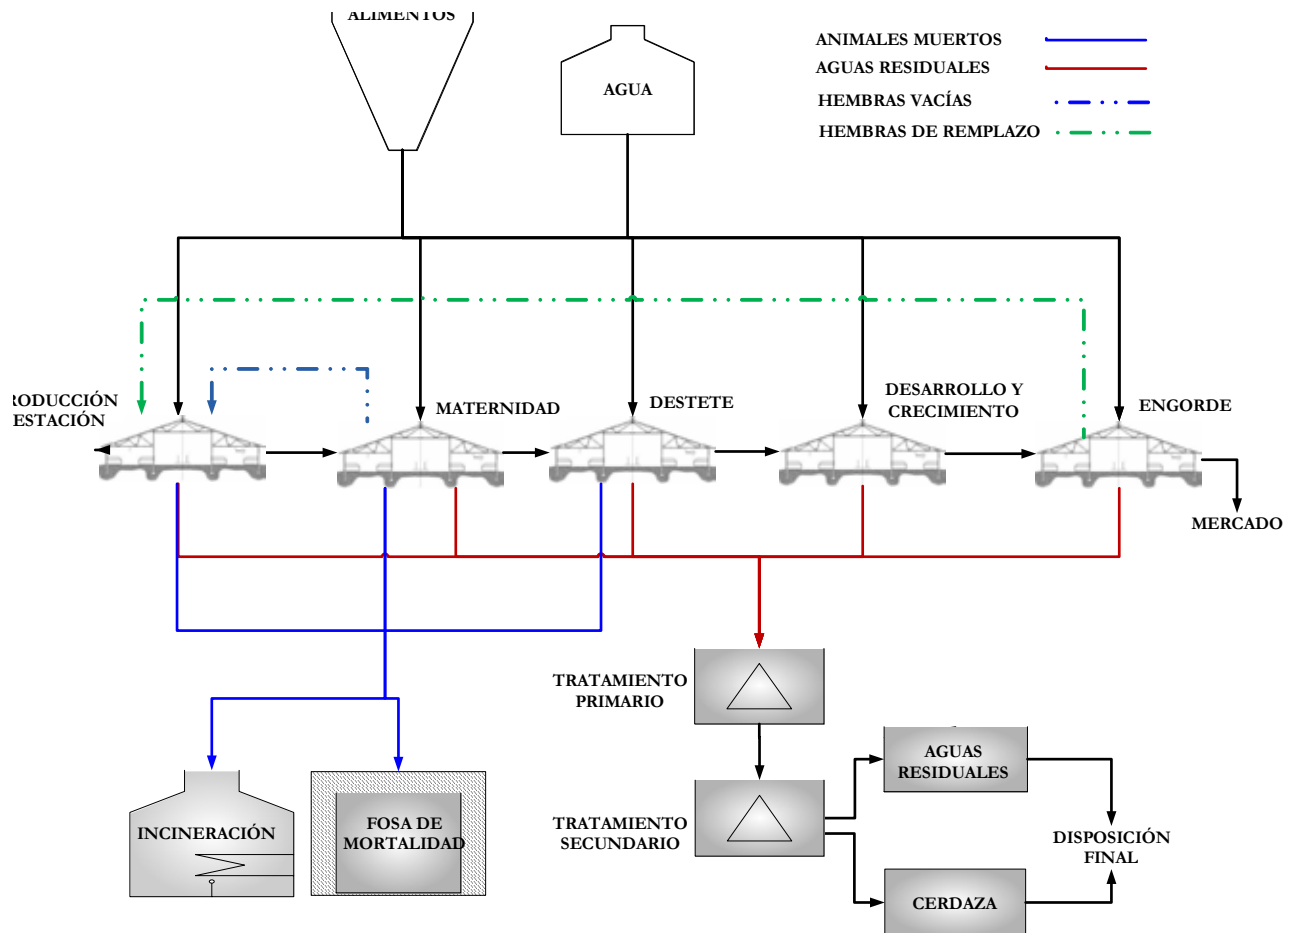 ALIMENTOS
AGUA
ANIMALES MUERTOS
AGUAS RESIDUALES
HEMBRAS VACÍAS
HEMBRAS DE REMPLAZO
RODUCCIÓN
ESTACIÓN
MATERNIDAD
DESTETE
DESARROLLO Y
CRECIMIENTO
ENGORDE
MERCADO
TRATAMIENTO
PRIMARIO
TRATAMIENTO
SECUNDARIO
AGUAS
RESIDUALES
CERDAZA
DISPOSICIÓN
FINAL
INCINERACIÓN
FOSA DE
MORTALIDAD